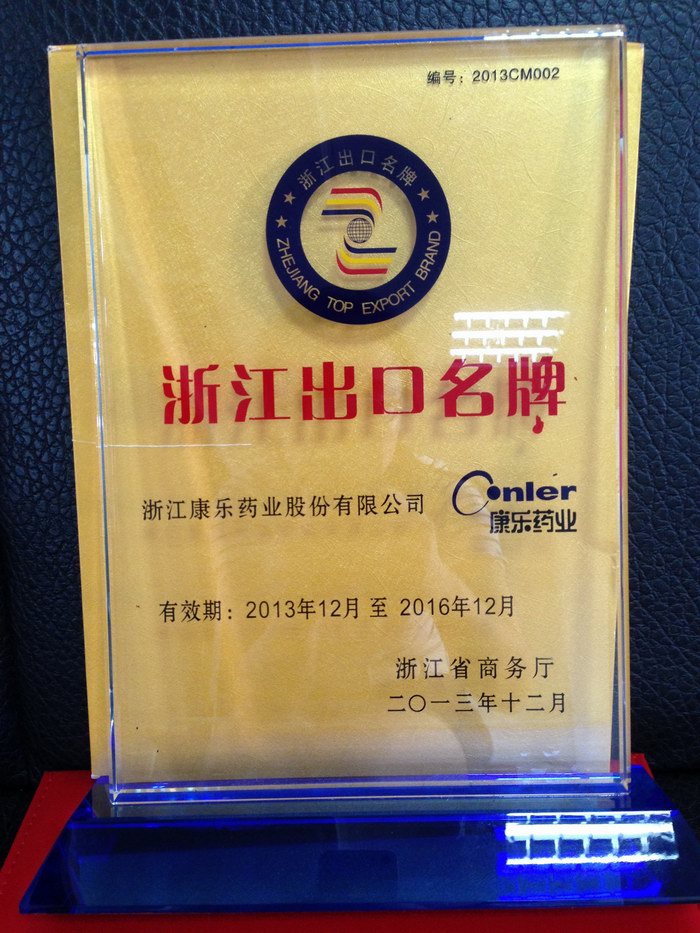 编号：2013CM002
浙江出口名牌
ZHEJIANG TOP EXPORT BRAND
浙江出口名牌
浙江康乐药业股份有限公司
Conler
康乐药业
有效期：2013年12月 至 2016年12月
浙江省商务厅
二〇一三年十二月